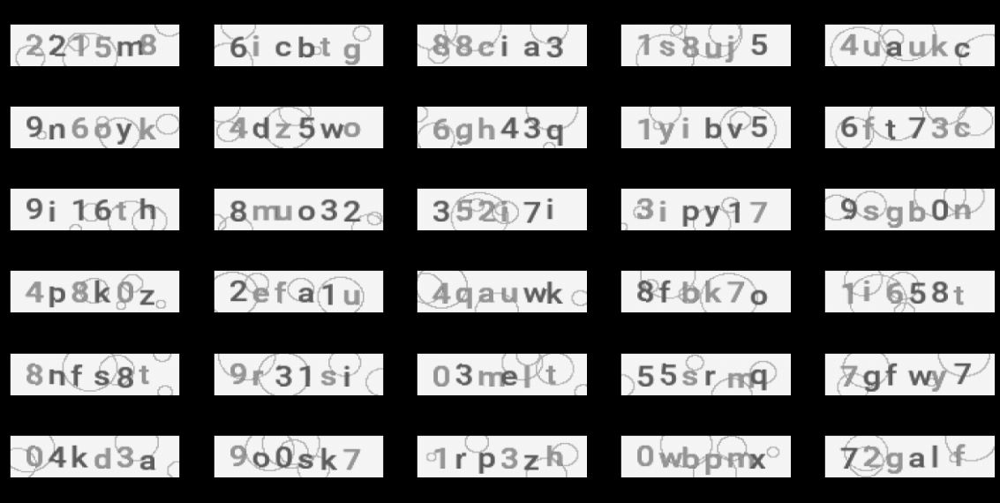 2215m8 6icbtg 88cia3 1s8uj5 4uaukc
9n6oyk 4dz5wo 6gh43q 1yibv5 6ft73c
9i16th 8muo32 352i7i 3ipy17 9sgb0n
4p8k0z 2efa1u 4qauwk 8fbk7o 1i658t
8nfs8t 9r31si 03melt 55srmq 7gfwy7
04kd3a 9o0sk7 1rp3zh 0wbpmx 72galf